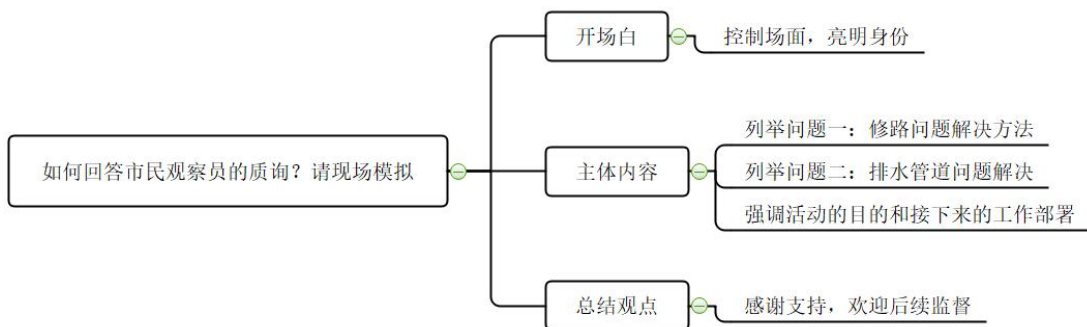 如何回答市民观察员的质询？请现场模拟
开场白
控制场面，亮明身份
主体内容
列举问题一：修路问题解决方法
列举问题二：排水管道问题解决
强调活动的目的和接下来的工作部署
总结观点
感谢支持，欢迎后续监督